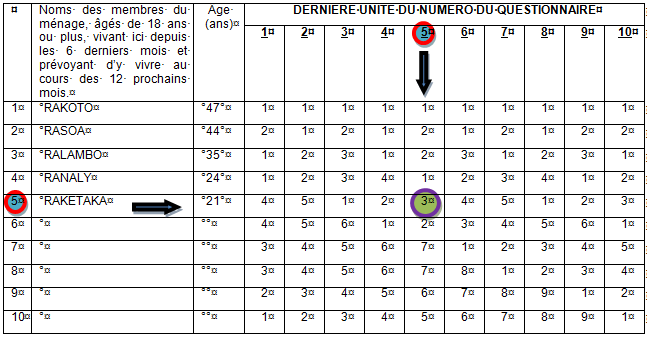 ¤ Noms· des· membres· du· ménage,· âgés· de· 18· ans· ou· plus,· vivant· ici· depuis· les· 6· derniers· mois· et· prévoyant· d'y· vivre· au· cours· des· 12· prochains· mois.¤
Age· (ans)¤
DERNIERE·UNITE·DU·NUMERO·DU·QUESTIONNAIRE¤
1¤ 2¤ 3¤ 4¤ 5¤ 6¤ 7¤ 8¤ 9¤ 10¤
1¤ °RAKOTO¤ °47°¤ 1¤ 1¤ 1¤ 1¤ 1¤ 1¤ 1¤ 1¤ 1¤ 1¤
2¤ °RASOA¤ °44°¤ 2¤ 1¤ 2¤ 1¤ 2¤ 1¤ 2¤ 1¤ 2¤ 2¤
3¤ °RALAMBO¤ °35°¤ 1¤ 2¤ 3¤ 1¤ 2¤ 3¤ 1¤ 2¤ 3¤ 1¤
4¤ °RANALY¤ °24°¤ 1¤ 2¤ 3¤ 4¤ 1¤ 2¤ 3¤ 4¤ 1¤ 2¤
5¤ °RAKETAKA¤ °21°¤ 4¤ 5¤ 1¤ 2¤ 3¤ 4¤ 5¤ 1¤ 2¤ 3¤
6¤ °¤ °°¤ 4¤ 5¤ 6¤ 1¤ 2¤ 3¤ 4¤ 5¤ 6¤ 1¤
7¤ °¤ °°¤ 3¤ 4¤ 5¤ 6¤ 7¤ 1¤ 2¤ 3¤ 4¤ 5¤
8¤ °¤ °°¤ 3¤ 4¤ 5¤ 6¤ 7¤ 8¤ 1¤ 2¤ 3¤ 4¤
9¤ °¤ °°¤ 2¤ 3¤ 4¤ 5¤ 6¤ 7¤ 8¤ 9¤ 1¤ 2¤
10¤ °¤ °°¤ 1¤ 2¤ 3¤ 4¤ 5¤ 6¤ 7¤ 8¤ 9¤ 1¤